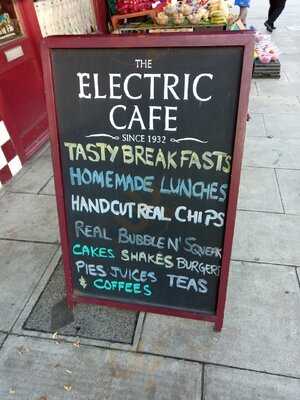 THE
ELECTRIC
CAFE
SINCE 1932
TASTY BREAKFASTS
HOMEMADE LUNCHES
HANDCUT REAL CHIPS
REAL BUBBLE N' SQUEAK
CAKES SHAKES BURGERS
PIES JUICES TEAS
& COFFEES